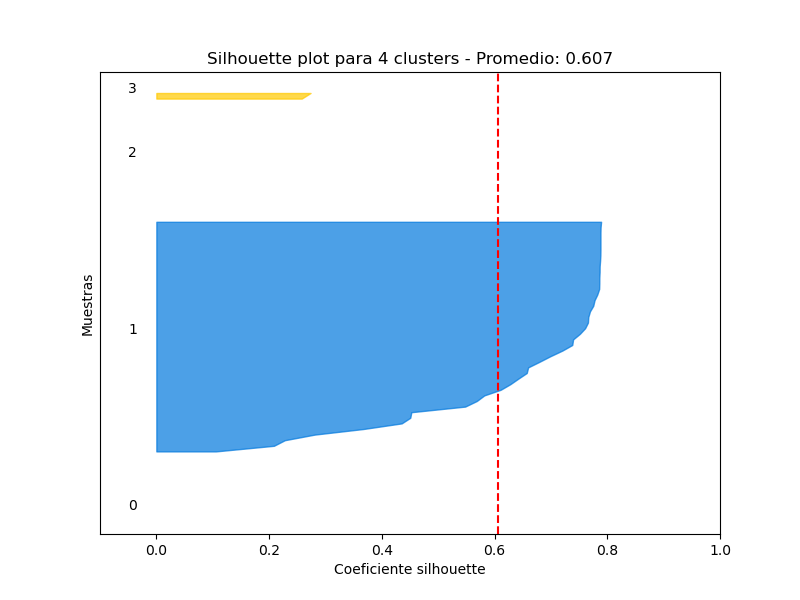 Silhouette plot para 4 clusters - Promedio: 0.607
3
2
1
0
Muestras
0.0 0.2 0.4 0.6 0.8 1.0
Coeficiente silhouette